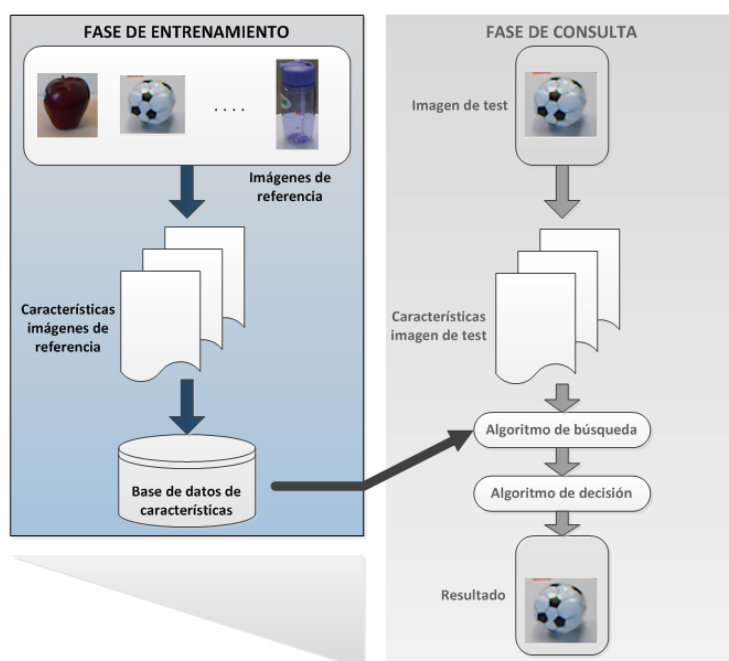 FASE DE ENTRENAMIENTO
. . . .
Imágenes de
referencia
Características
imágenes de
referencia
Base de datos de
características
FASE DE CONSULTA
Imagen de test
Características
imagen de test
Algoritmo de búsqueda
Algoritmo de decisión
Resultado